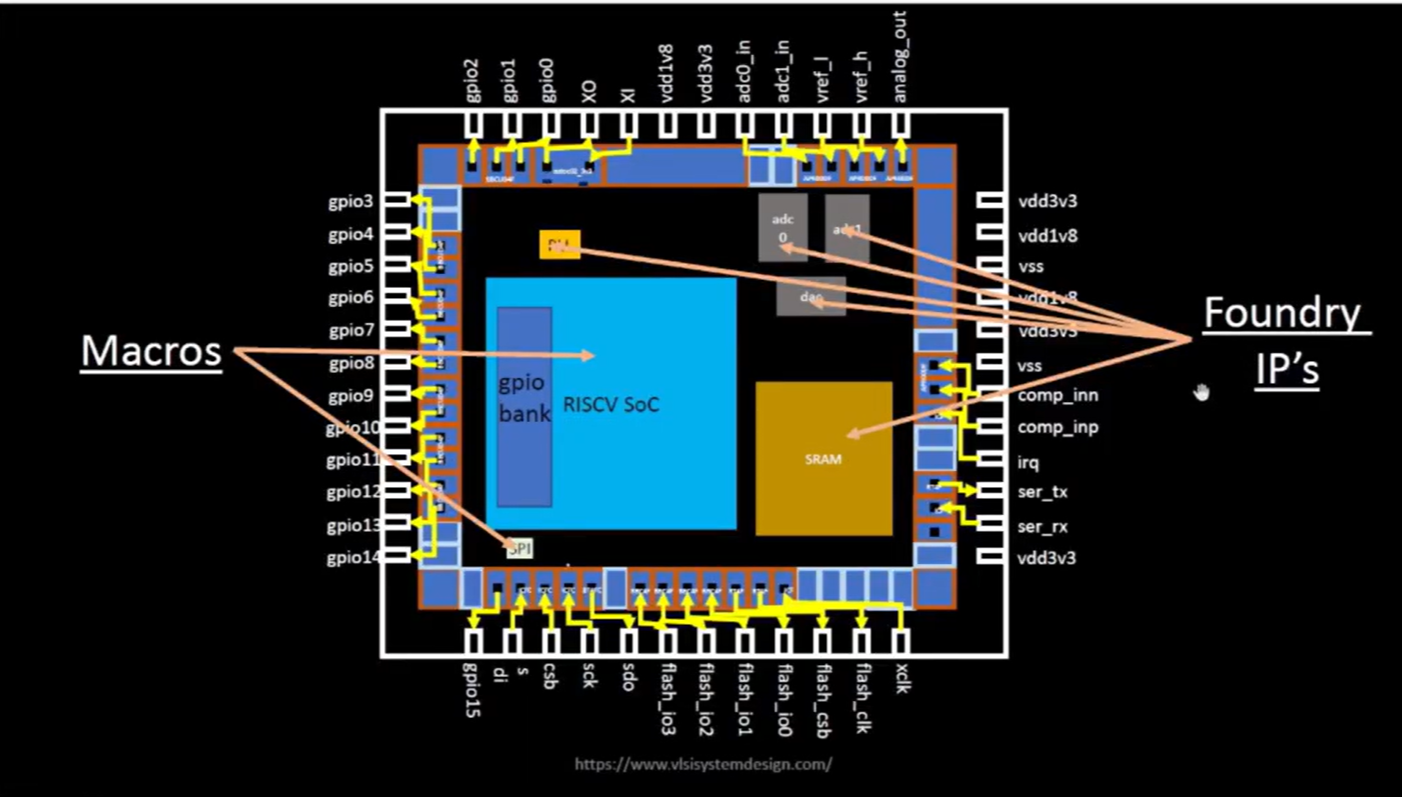 gpio2
gpio1
gpio0
XO
XI
vdd1v8
vdd3v3
adc0_in
adc1_in
vref_l
vref_h
analog_out
gpio3
gpio4
gpio5
gpio6
gpio7
gpio8
gpio9
gpio10
gpio11
gpio12
gpio13
gpio14
Macros
adc
0
adc1
dac
gpio
bank
RISCV SoC
SRAM
SPI
vdd3v3
vdd1v8
vss
vdd1v8
vdd3v3
vss
comp_inn
comp_inp
irq
ser_tx
ser_rx
vdd3v3
Foundry
IP's
gpio15
di
s
csb
sck
sdo
flash_io3
flash_io2
flash_io1
flash_io0
flash_csb
flash_clk
xclk
https://www.vlsisystemdesign.com/